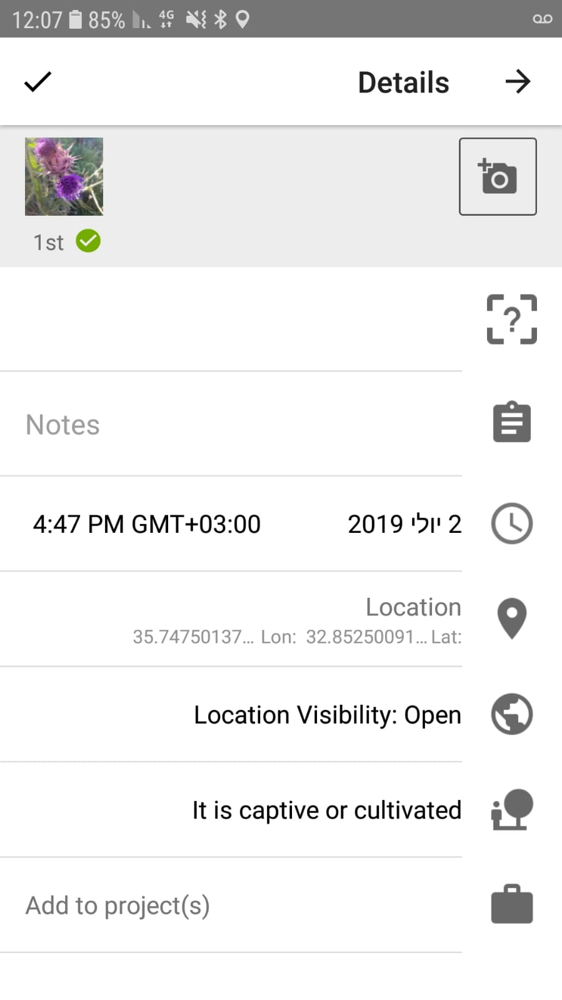 12:07 85% 4G
Details
1st
?
Notes
2 יולי 2019
4:47 PM GMT+03:00
Location
Lat: 32.85250091... Lon: 35.74750137...
Location Visibility: Open
It is captive or cultivated
Add to project(s)